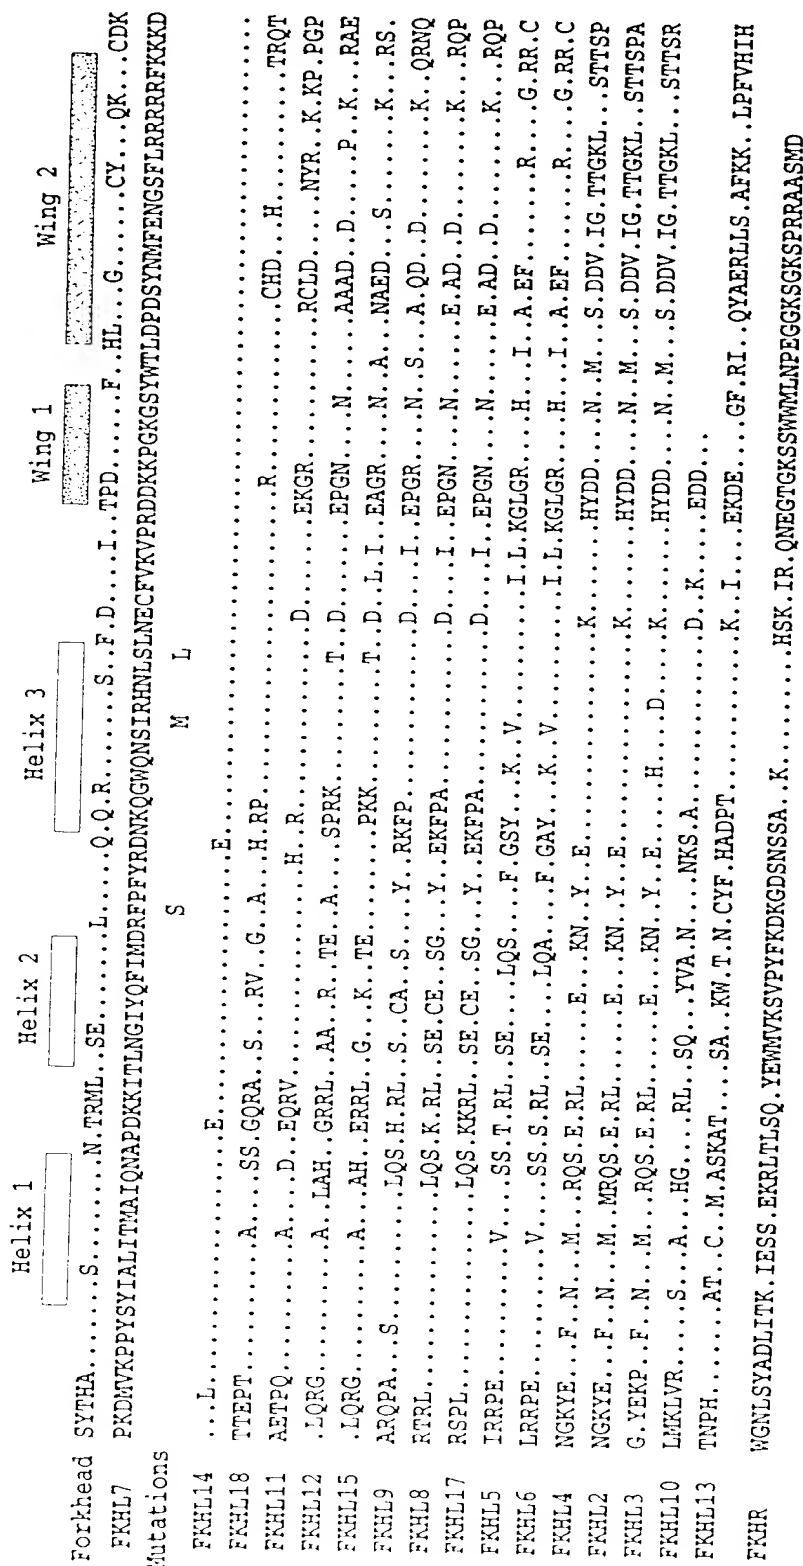 Helix 1 Helix 2 Helix 3 Wing 1 Wing 2
Forkhead SYTHA........S.........N.TRML..SE.......L.....Q.Q.R........S..F.D....I..TPD.......F..HL...G.......CY...QK...CDK
FKHL7 PKDMVKPPYSYIALITMAIQNAPDKKITLNGIYQFIMDRFPFYRDNKQGWQNSIRHNLSLNECFVKVPRDDKKPGKGSYWTLDPDSYNMFENGSFLRRRRRFKKKD
Mutations S M L
FKHL14 ...L....................E......................E.........................................................
FKHL18 TTEPT..........A....SS.GQRA..S...RV..G..A..H.RP............................R............CHD...H.........TRQT
FKHL11 AETPQ..........A....D..EQRV..................H..R.................D.......EKGR...........RCLD.....NYR..K.KP.PGP
FKHL12 .LQRG..........A..LAH..GRRL..AA..R..TE..A....SPRK............T..D.......EPGN....N.......AAAD..D.....P..K...RAE
FKHL15 .LQRG..........A...AH..ERRL..G...K..TE.......PKK.............T..D.L.I..EAGR....N..A...NAED...S.......K...RS.
FKHL9 ARQPA...S...........LQS.H.RL..S..CA..S....Y..RKFP..............D....I..EPGR....N..S...A.QD..D........K..QRNQ
FKHL8 RTRL................LQS.K.RL..SE.CE..SG...Y..EKFPA.............D....I..EPGN....N......E.AD..D........K...RQP
FKHL17 RSPL................LQS.KKRL..SE.CE..SG...Y..EKFPA.............D....I..EPGN....N......E.AD..D........K...RQP
FKHL5 IRRPE.........V....SS.T.RL..SE....LQS....F.GSY...K..V..........I.L.KGLGR....H...I..A.EF.......R....G.RR.C
FKHL6 LRRPE.........V....SS.S.RL..SE....LQA....F.GAY...K..V..........I.L.KGLGR....H...I..A.EF.......R....G.RR.C
FKHL4 NGKYE...F..N...M...RQS.E.RL.......E...KN..Y..E................K.......HYDD....N..M...S.DDV.IG.TTGKL...STTSP
FKHL2 NGKYE...F..N...M..MRQS.E.RL.......E...KN..Y..E................K.......HYDD....N..M...S.DDV.IG.TTGKL...STTSPA
FKHL3 G.YEKP..F..N...M...RQS.E.RL.......E...KN..Y..E......H...D.....K.......HYDD....N..M...S.DDV.IG.TTGKL...STTSR
FKHL10 LMKLVR.......S...A...HG....RL..SQ...YVA.N....NKS.A.............D..K....EDD...
FKHL13 TNPH.......AT..C..M.ASKAT....SA..KW.T.N.CYF.HADPT...............K..I....EKDE....GF.RI..QYAERLLS.AFKK..LPFVHIH
FKHR WGNLSYADLITK.IESS.EKRLTLSQ.YEWMVKSVPYFKDKGDSNSSA..K..........HSK.IR.QNEGTGKSSWWMLNPEGGKSGKSPRRAASMD